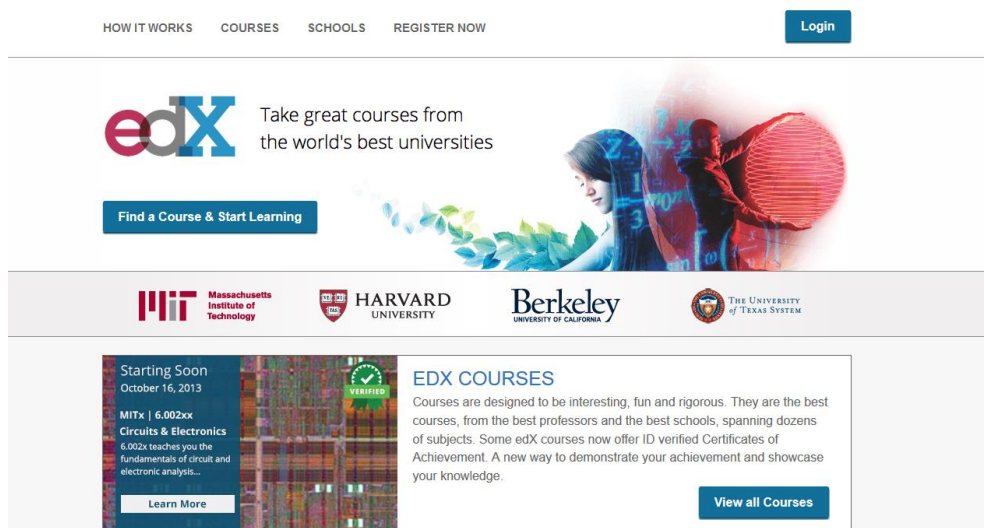 HOW IT WORKS
COURSES
SCHOOLS
REGISTER NOW
Login
edX
Take great courses from
the world's best universities
Find a Course & Start Learning
Massachusetts
Institute of
Technology
HARVARD
UNIVERSITY
Berkeley
UNIVERSITY OF CALIFORNIA
THE UNIVERSITY
of TEXAS SYSTEM
Starting Soon
October 16, 2013
MITx | 6.002xx
Circuits & Electronics
6.002x teaches you the
fundamentals of circuit and
electronic analysis...
Learn More
VERIFIED
EDX COURSES
Courses are designed to be interesting, fun and rigorous. They are the best
courses, from the best professors and the best schools, spanning dozens
of subjects. Some edX courses now offer ID verified Certificates of
Achievement. A new way to demonstrate your achievement and showcase
your knowledge.
View all Courses